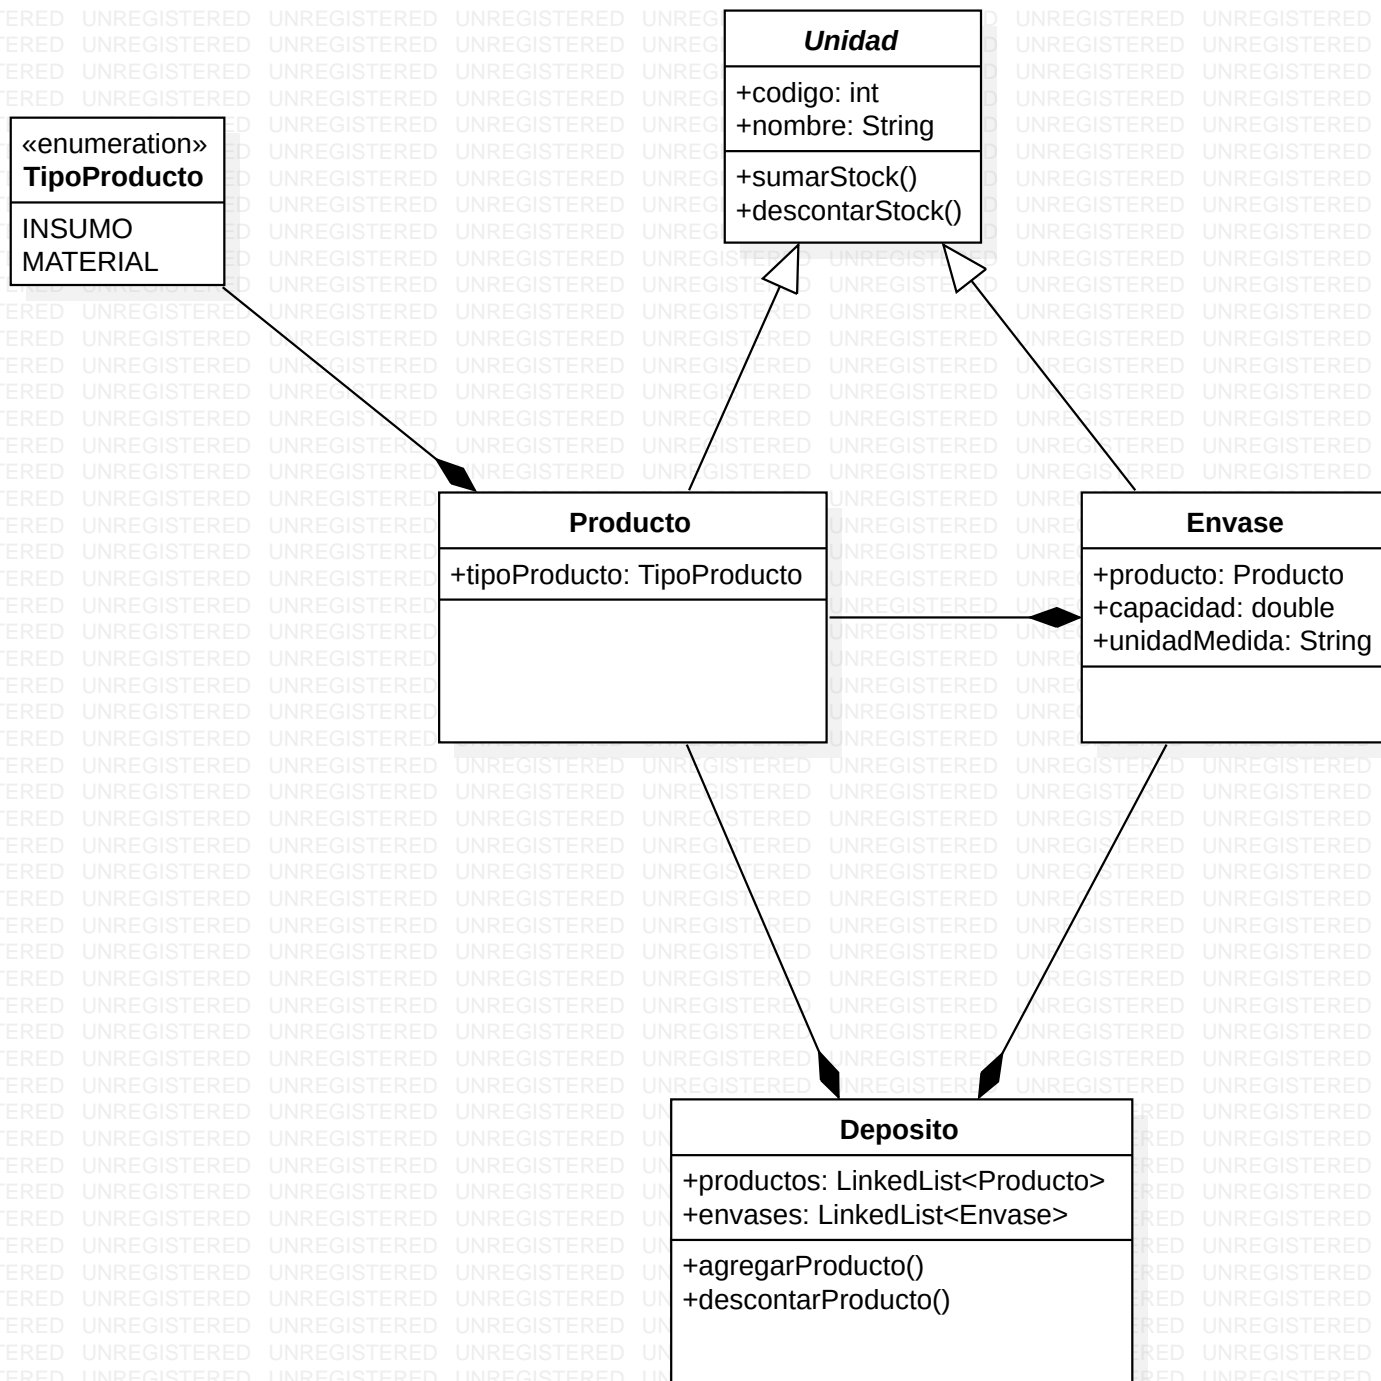 Unidad
+codigo: int
+nombre: String
+sumarStock()
+descontarStock()
«enumeration»
TipoProducto
INSUMO
MATERIAL
Producto
+tipoProducto: TipoProducto
Envase
+producto: Producto
+capacidad: double
+unidadMedida: String
Deposito
+productos: LinkedList<Producto>
+envases: LinkedList<Envase>
+agregarProducto()
+descontarProducto()
UNREGISTERED